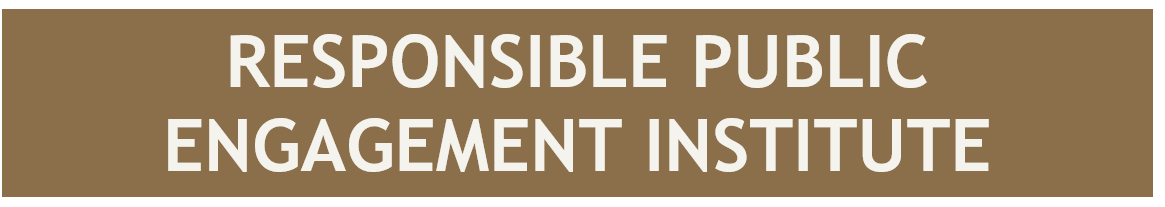 RESPONSIBLE PUBLIC
ENGAGEMENT INSTITUTE